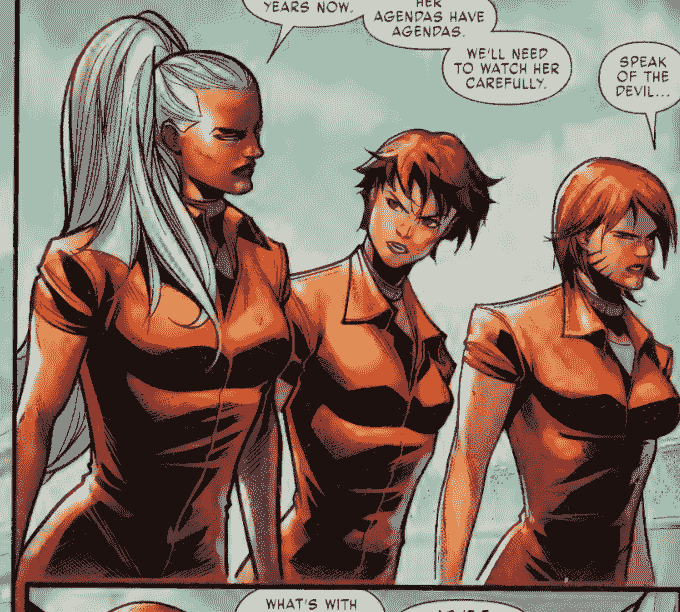 YEARS NOW.
HER
AGENDAS HAVE
AGENDAS.
WE'LL NEED
TO WATCH HER
CAREFULLY.
SPEAK
OF THE
DEVIL...
WHAT'S WITH